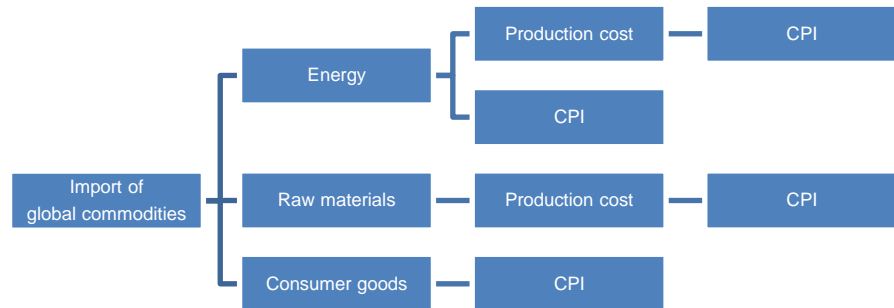 Production cost
CPI
Energy
CPI
Import of
global commodities
Raw materials
Production cost
CPI
Consumer goods
CPI